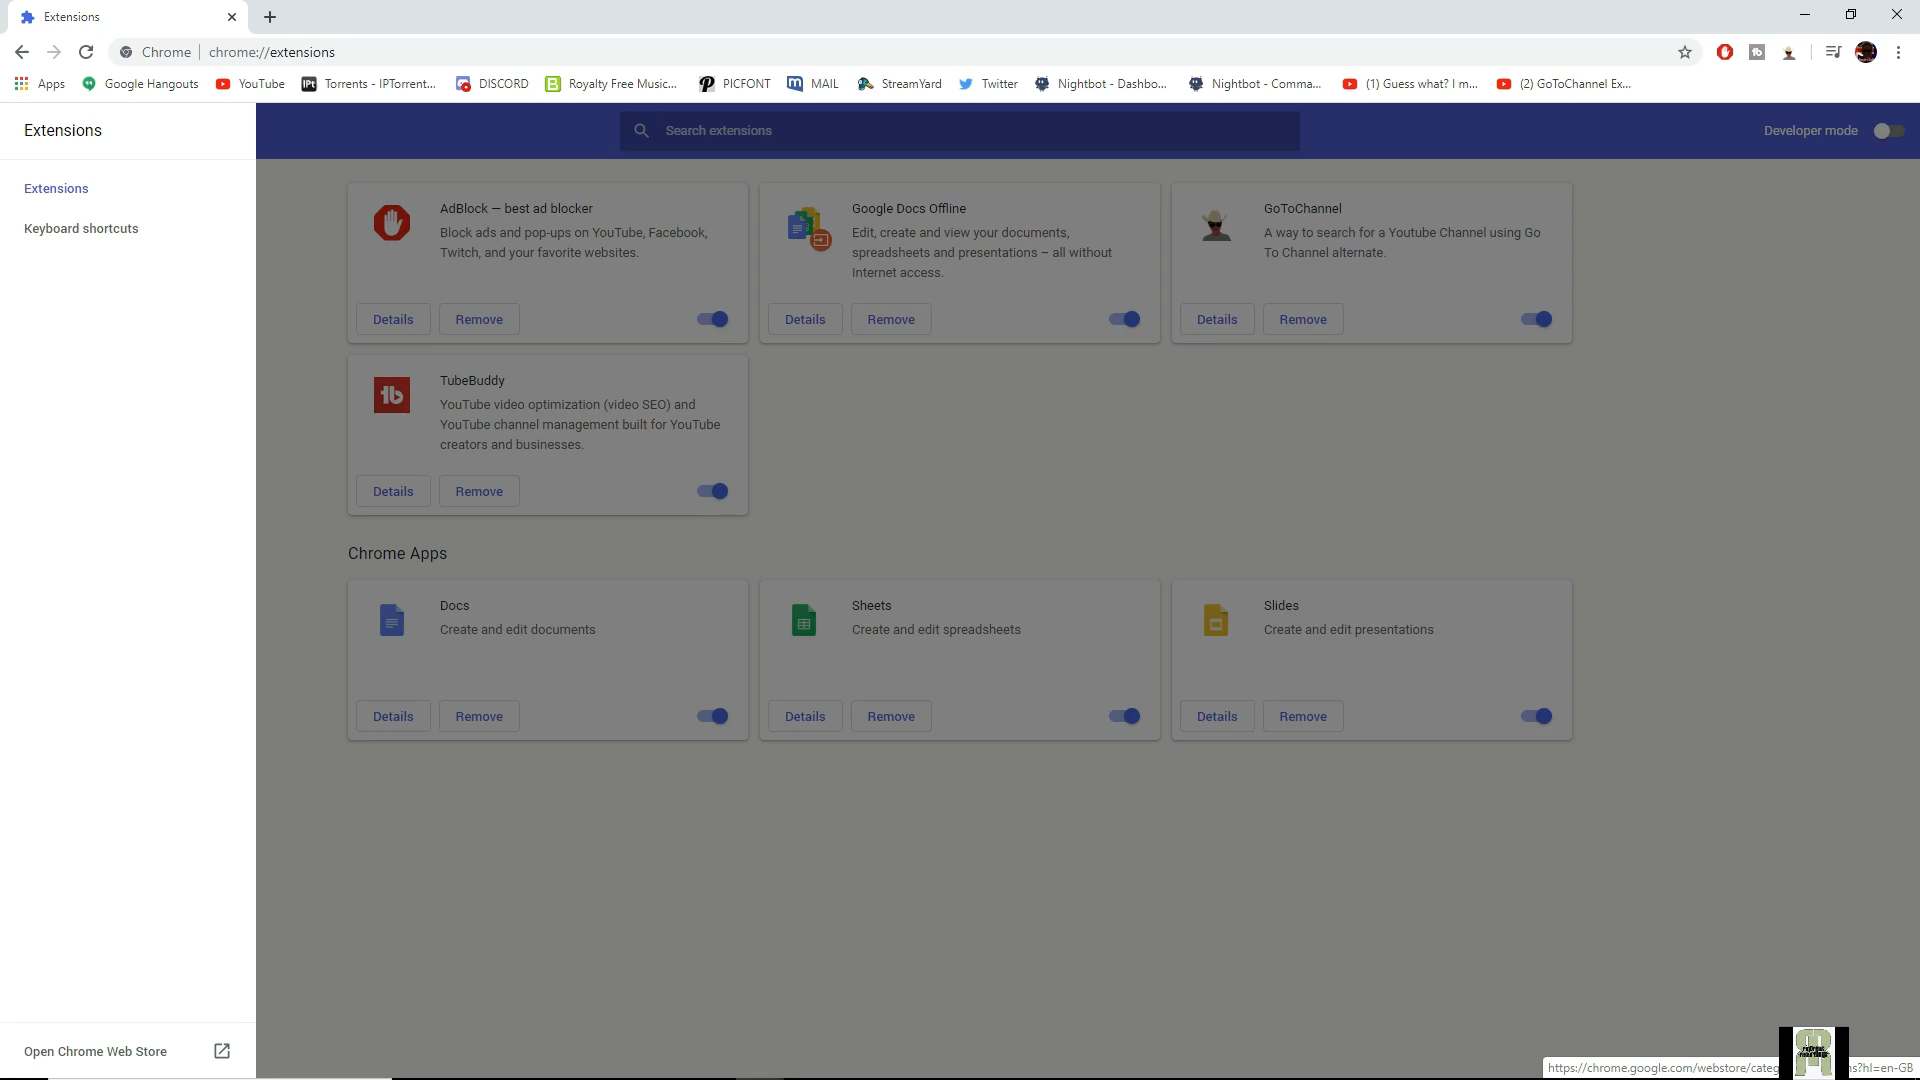 Extensions
Chrome
chrome://extensions
Apps
Google Hangouts
YouTube
Torrents - IPTorrent...
DISCORD
Royalty Free Music...
PICFONT
MAIL
StreamYard
Twitter
Nightbot - Dashbo...
Nightbot - Comma...
(1) Guess what? I m...
(2) GoToChannel Ex...
Extensions
Search extensions
Developer mode
Extensions
Keyboard shortcuts
AdBlock — best ad blocker
Block ads and pop-ups on YouTube, Facebook,
Twitch, and your favorite websites.
Details
Remove
Google Docs Offline
Edit, create and view your documents,
spreadsheets and presentations – all without
Internet access.
Details
Remove
GoToChannel
A way to search for a Youtube Channel using Go
To Channel alternate.
Details
Remove
TubeBuddy
YouTube video optimization (video SEO) and
YouTube channel management built for YouTube
creators and businesses.
Details
Remove
Chrome Apps
Docs
Create and edit documents
Details
Remove
Sheets
Create and edit spreadsheets
Details
Remove
Slides
Create and edit presentations
Details
Remove
Open Chrome Web Store
https://chrome.google.com/webstore/categ
ns?hl=en-GB